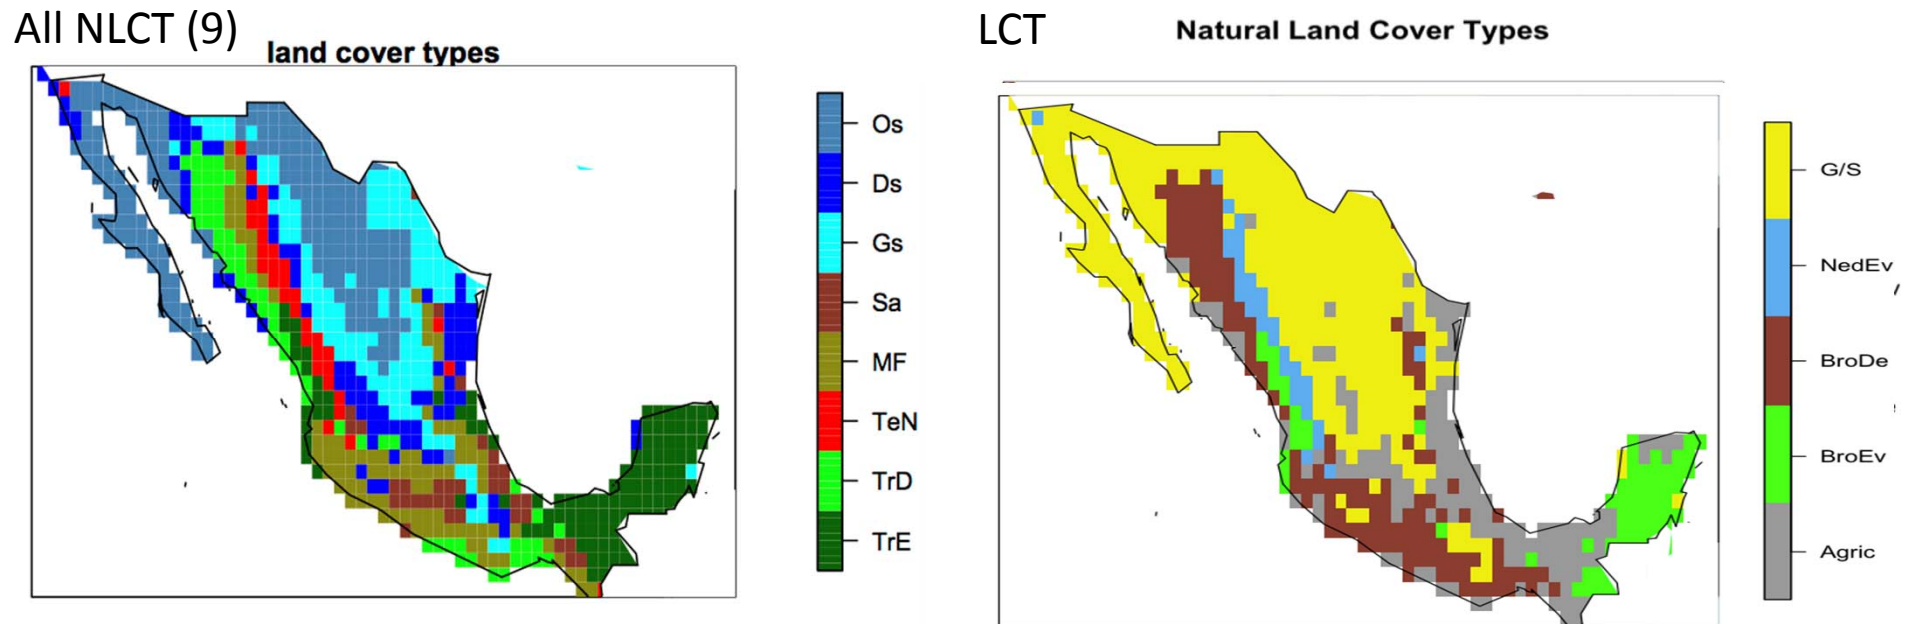 All NLCT (9)
land cover types
Os
Ds
Gs
Sa
MF
TeN
TrD
TrE
LCT
Natural Land Cover Types
G/S
NedEv
BroDe
BroEv
Agric